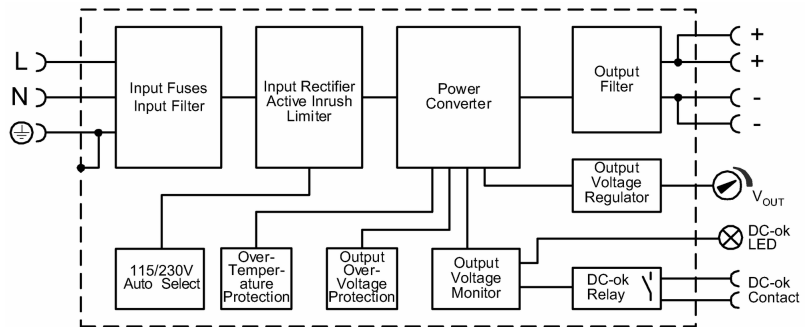 L
N
Input Fuses
Input Filter
Input Rectifier
Active Inrush
Limiter
Power
Converter
Output
Filter
+
+
-
-
Output
Voltage
Regulator
VOUT
115/230V
Auto Select
Over-
Temper-
ature
Protection
Output
Over-
Voltage
Protection
Output
Voltage
Monitor
DC-ok
Relay
DC-ok
LED
DC-ok
Contact